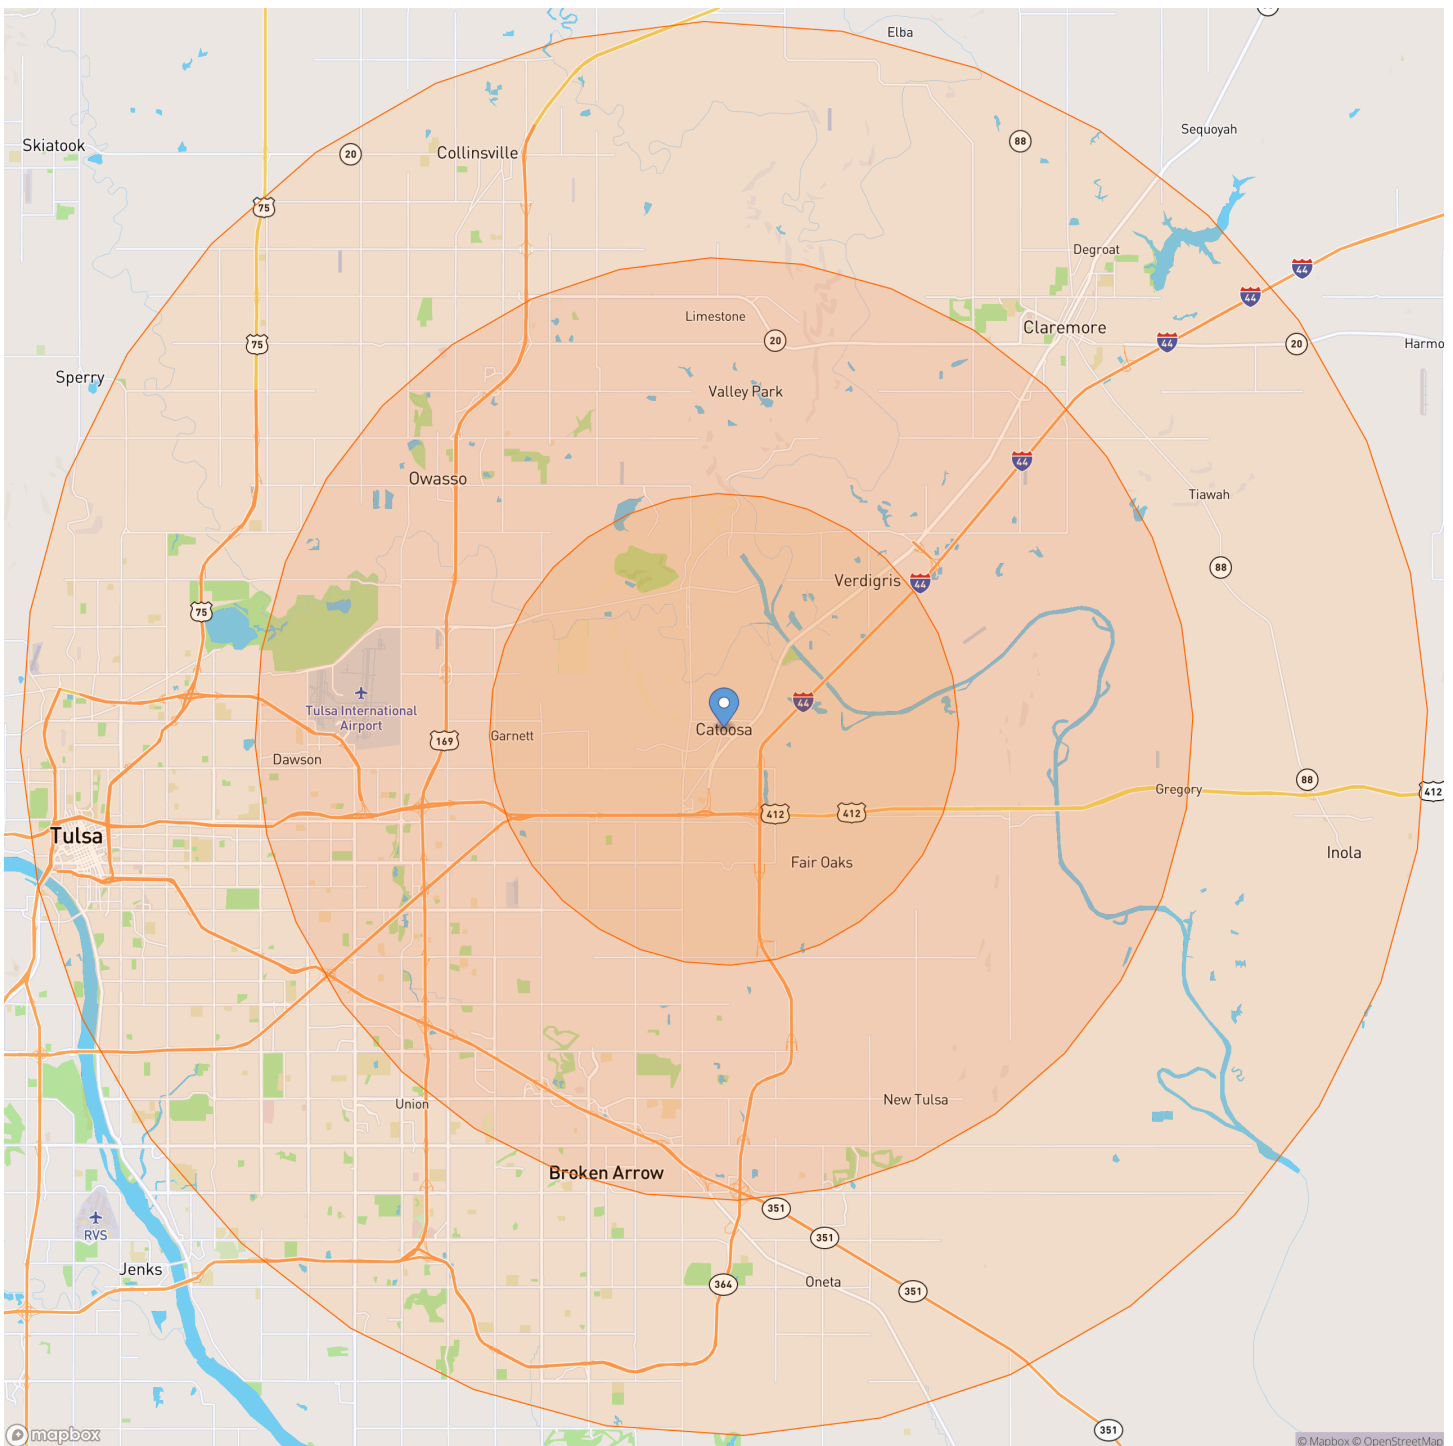 Elba
Sequoyah
88
Skiatook
20
Collinsville
75
Degroat
44
44
Limestone
Claremore
75
20
44
20
Harmo
Sperry
Valley Park
Owasso
44
Tiawah
88
Verdigris
44
75
44
Tulsa International
Airport
Catoosa
Garnett
169
Dawson
88
Gregory
412
412
412
Tulsa
Fair Oaks
Inola
Union
New Tulsa
Broken Arrow
351
RVS
351
Jenks
Oneta
364
351
351
mapbox
© Mapbox © OpenStreetMap